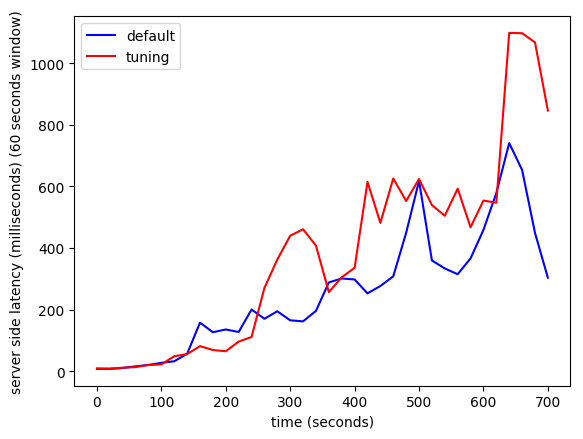 default
tuning
server side latency (milliseconds) (60 seconds window)
1000
800
600
400
200
0
0 100 200 300 400 500 600 700
time (seconds)